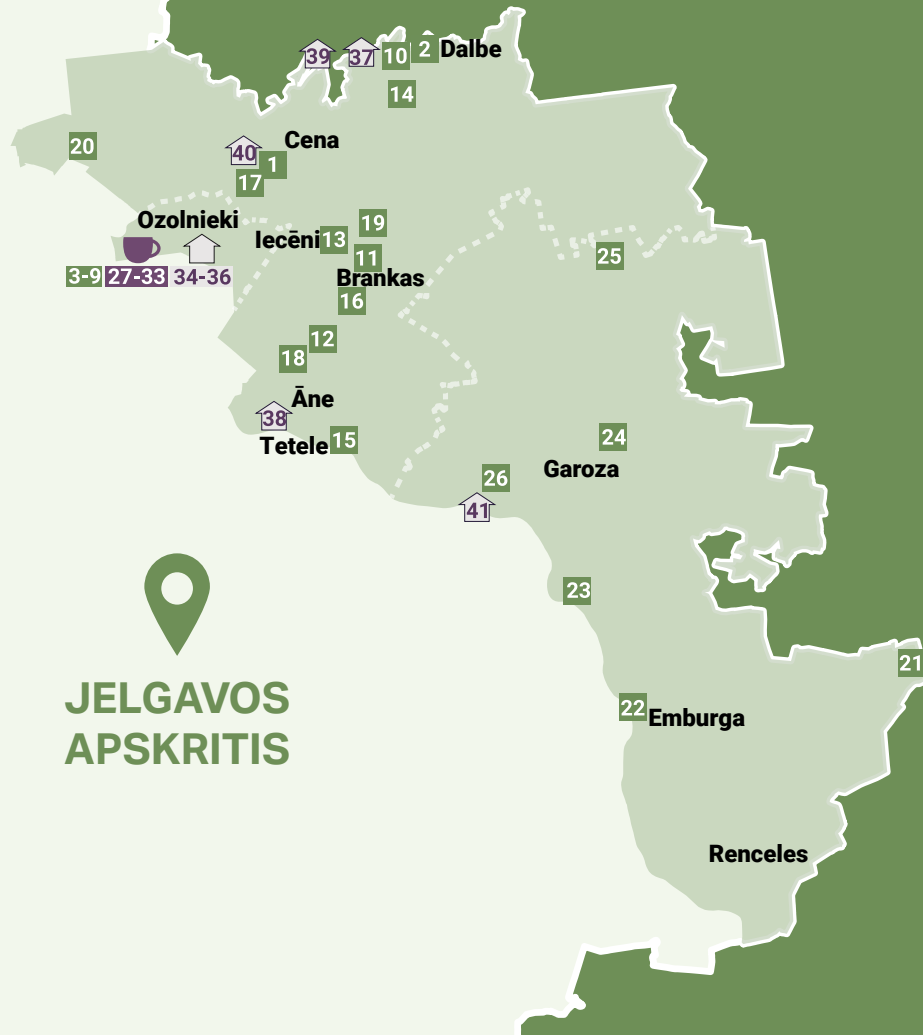 39
37
10
2
Dalbe
14
Cena
20
40
1
17
Ozolnieki
Iecēni
13
19
11
25
3-9
27-33
34-36
Brankas
16
12
18
Āne
38
Tetele
15
24
Garoza
26
41
23
JELGAVOS
APSKRITIS
21
22
Emburga
Renceles